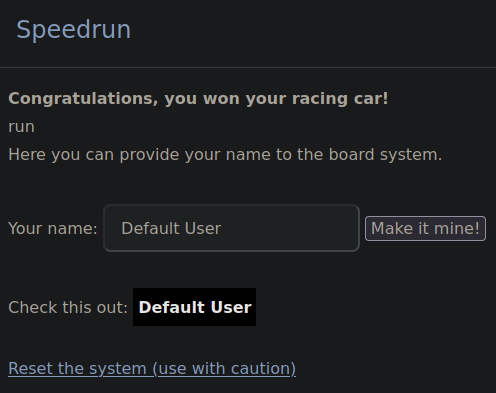 Speedrun
Congratulations, you won your racing car!
run
Here you can provide your name to the board system.
Your name: Default User Make it mine!
Check this out: Default User
Reset the system (use with caution)